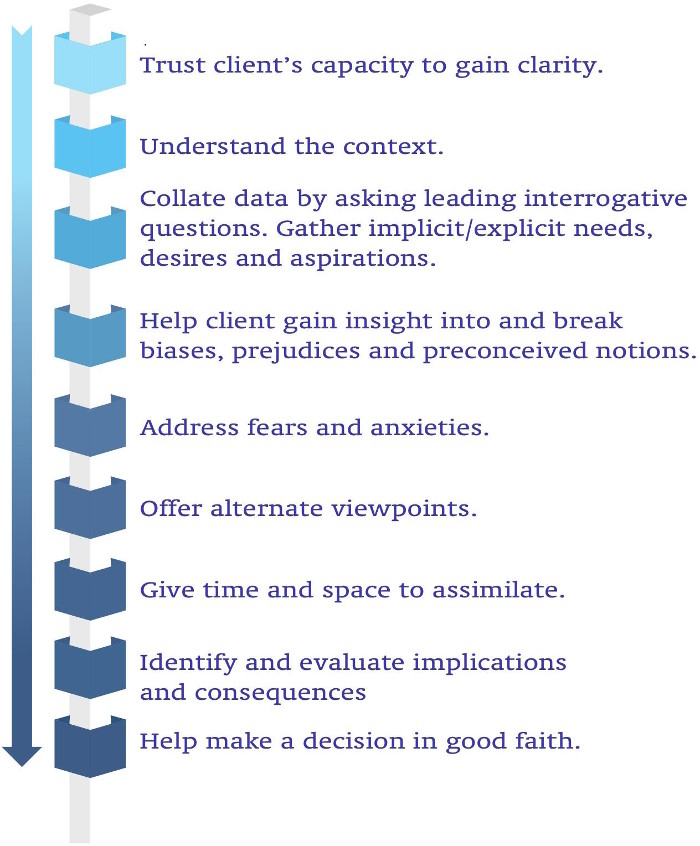 Trust client’s capacity to gain clarity.
Understand the context.
Collate data by asking leading interrogative
questions. Gather implicit/explicit needs,
desires and aspirations.
Help client gain insight into and break
biases, prejudices and preconceived notions.
Address fears and anxieties.
Offer alternate viewpoints.
Give time and space to assimilate.
Identify and evaluate implications
and consequences
Help make a decision in good faith.